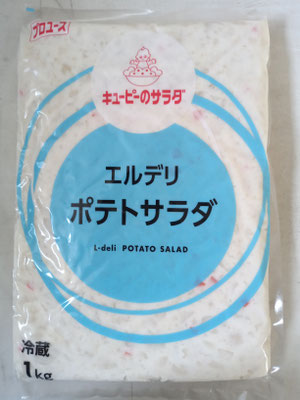 プロユース
キューピーのサラダ
エルデリ
ポテトサラダ
L-deli POTATO SALAD
冷蔵
1kg